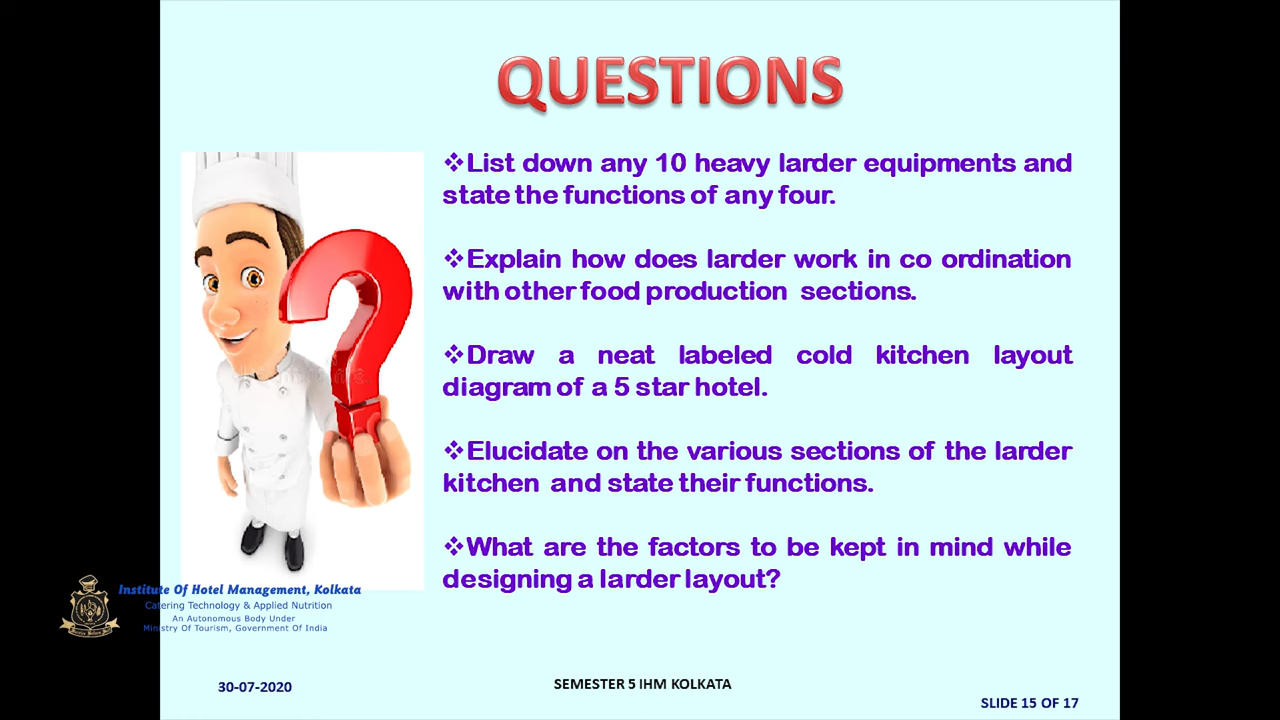 QUESTIONS
❖List down any 10 heavy larder equipments and
state the functions of any four.
❖Explain how does larder work in co ordination
with other food production sections.
❖Draw a neat labeled cold kitchen layout
diagram of a 5 star hotel.
❖Elucidate on the various sections of the larder
kitchen and state their functions.
❖What are the factors to be kept in mind while
designing a larder layout?
Institute Of Hotel Management, Kolkata
Catering Technology & Applied Nutrition
An Autonomous Body Under
Ministry Of Tourism, Government Of India
30-07-2020
SEMESTER 5 IHM KOLKATA
SLIDE 15 OF 17